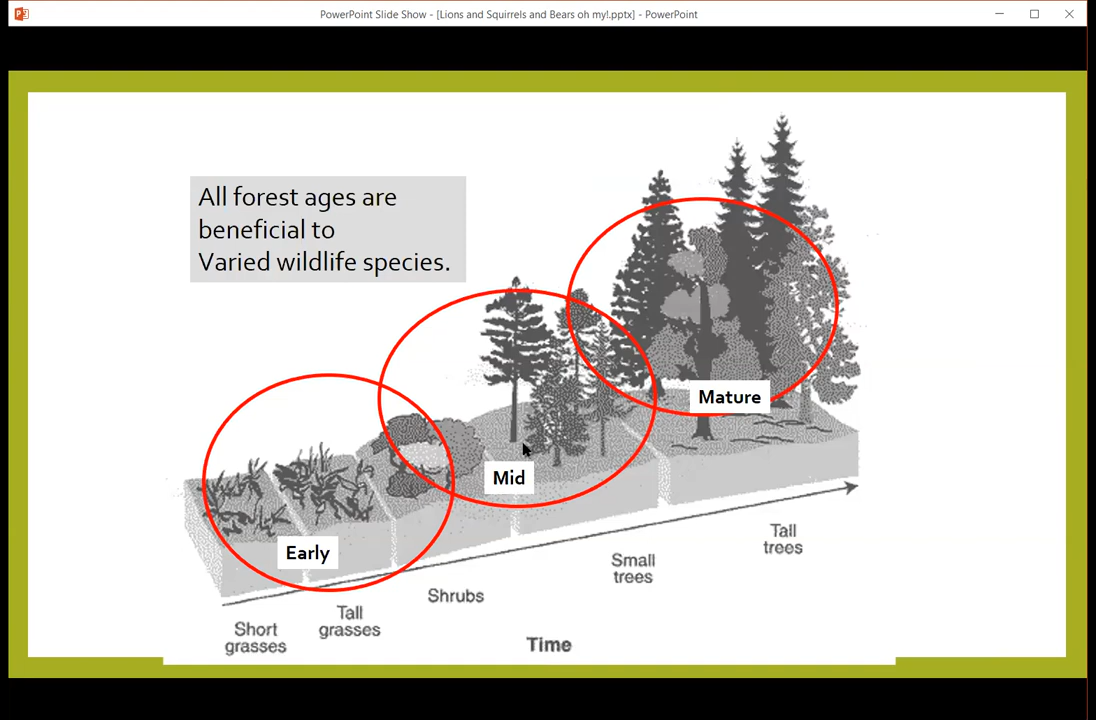 PowerPoint Slide Show - [Lions and Squirrels and Bears oh my!.pptx] - PowerPoint
All forest ages are
beneficial to
Varied wildlife species.
Mature
Mid
Early
Tall
trees
Small
trees
Shrubs
Tall
grasses
Short
grasses
Time